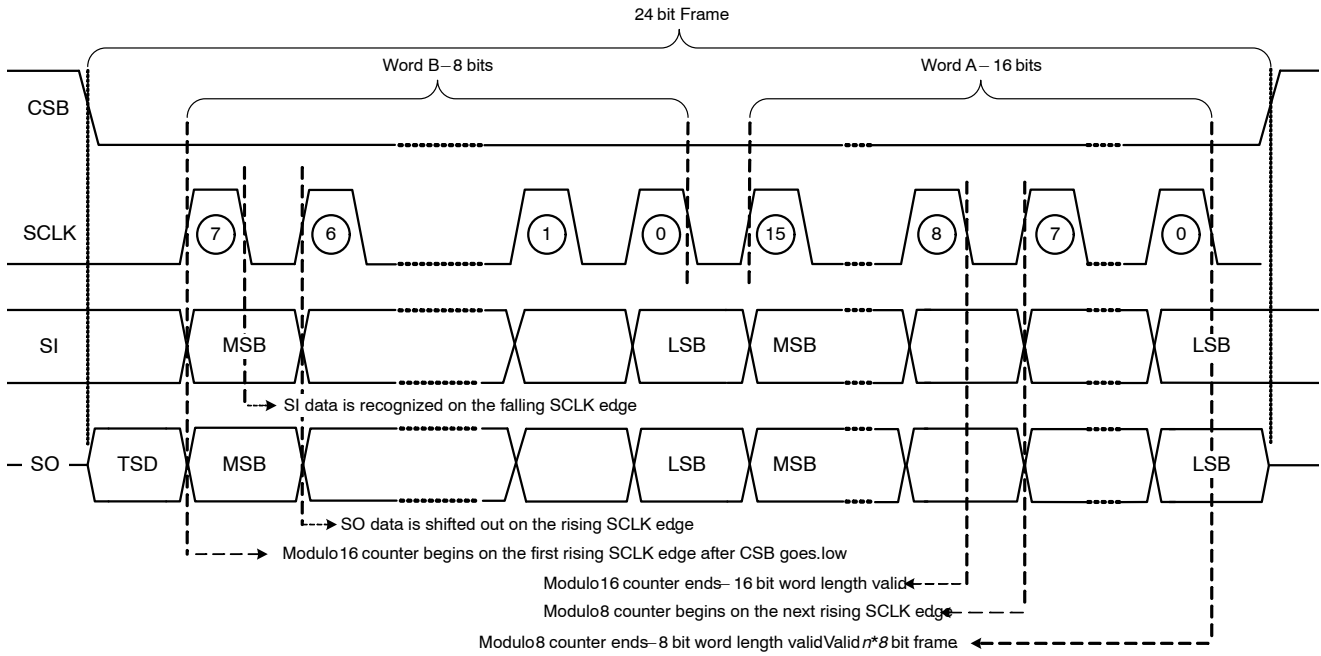 24 bit Frame
Word B–8 bits
Word A–16 bits
CSB
SCLK
7
6
1
0
15
8
7
0
SI
MSB
LSB
MSB
LSB
SI data is recognized on the falling SCLK edge
SO
TSD
MSB
LSB
MSB
LSB
SO data is shifted out on the rising SCLK edge
Modulo16 counter begins on the first rising SCLK edge after CSB goes.low
Modulo16 counter ends–16 bit word length valid
Modulo8 counter begins on the next rising SCLK edge
Modulo8 counter ends–8 bit word length validValid n*8 bit frame.